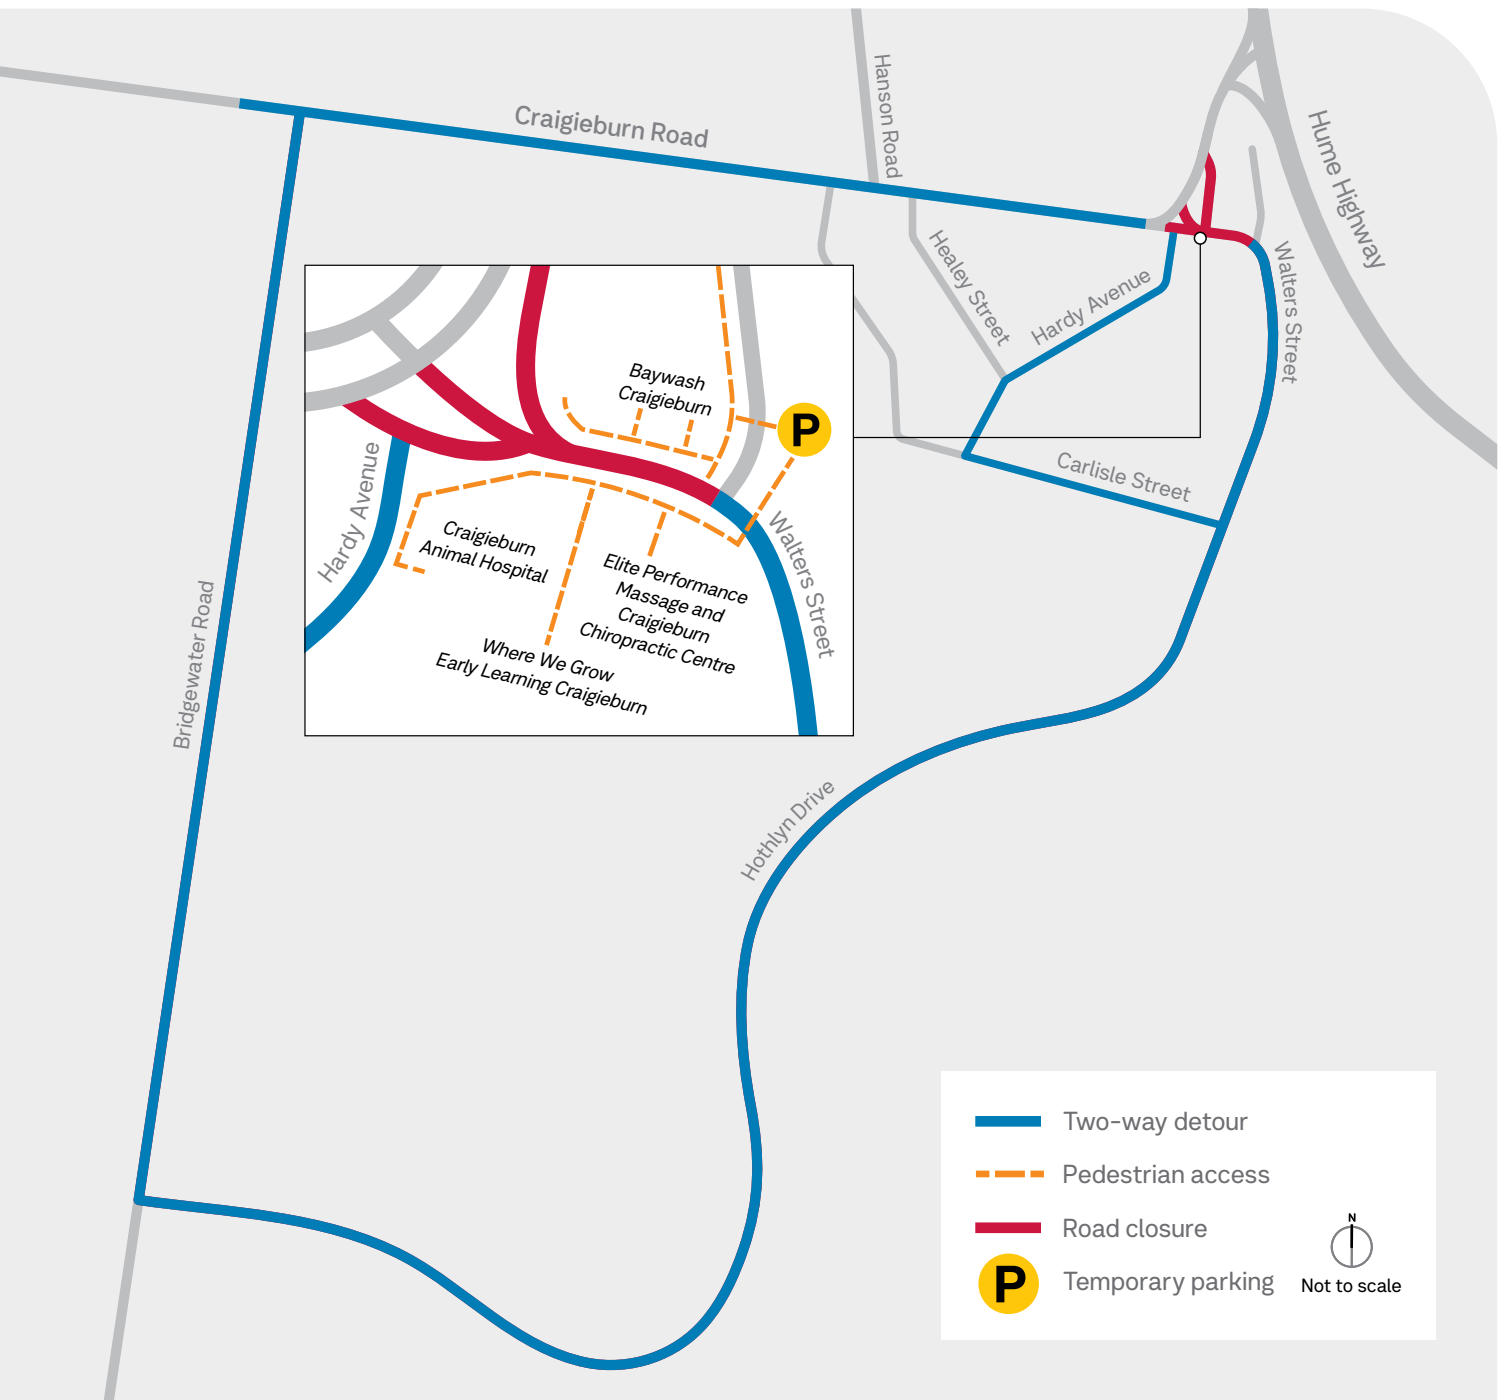 Craigieburn Road
Hanson Road
Hume Highway
Healey Street
Hardy Avenue
Walters Street
Carlisle Street
Baywash
Craigieburn
P
Hardy Avenue
Craigieburn
Animal Hospital
Elite Performance
Massage and
Craigieburn
Chiropractic Centre
Walters Street
Where We Grow
Early Learning Craigieburn
Bridgewater Road
Hothlyn Drive
Two-way detour
Pedestrian access
Road closure
P
Temporary parking
N
Not to scale